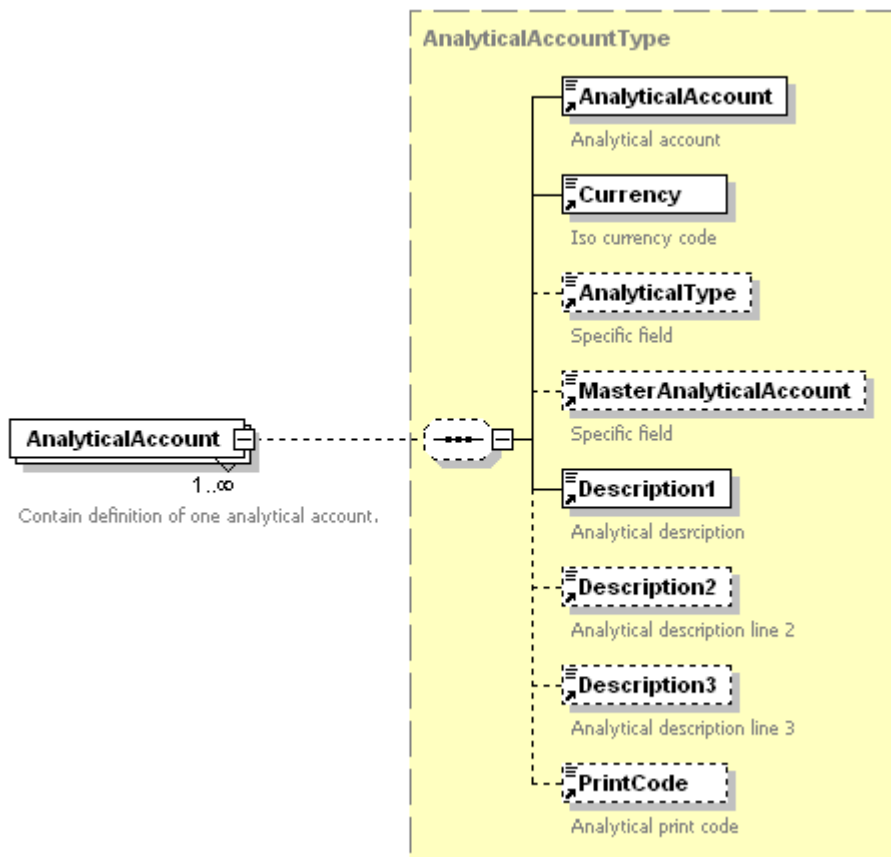 AnalyticalAccountType
AnalyticalAccount
Analytical account
Currency
Iso currency code
AnalyticalType
Specific field
MasterAnalyticalAccount
Specific field
AnalyticalAccount
1..∞
Contain definition of one analytical account.
Description1
Analytical desrciption
Description2
Analytical description line 2
Description3
Analytical description line 3
PrintCode
Analytical print code